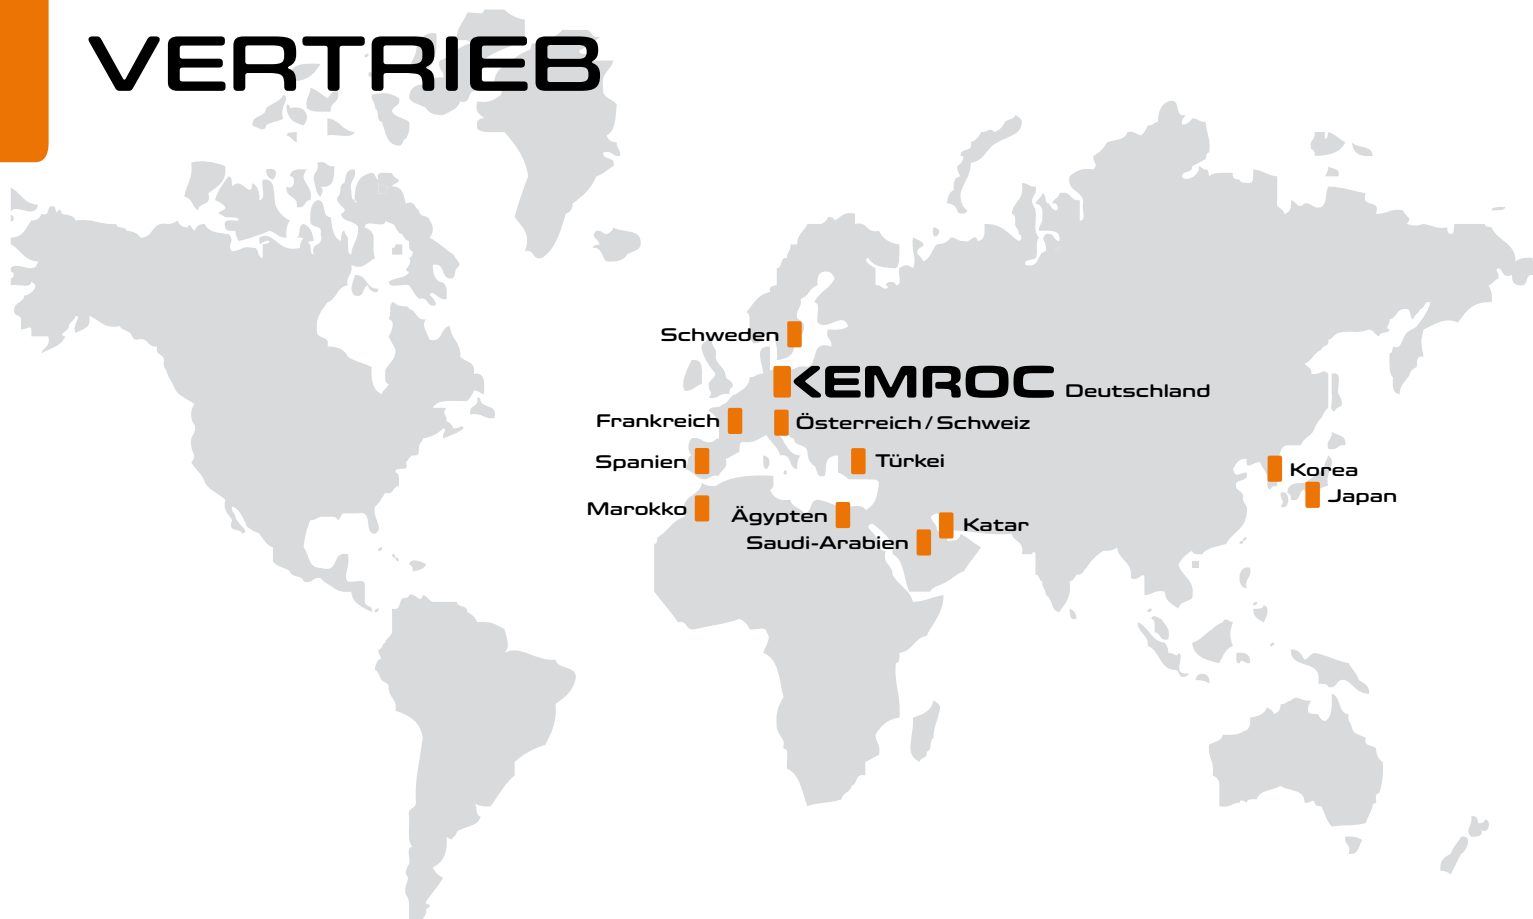 VERTRIEB
Schweden
KEMROC Deutschland
Frankreich
Österreich / Schweiz
Spanien
Türkei
Korea
Japan
Marokko
Ägypten
Katar
Saudi-Arabien